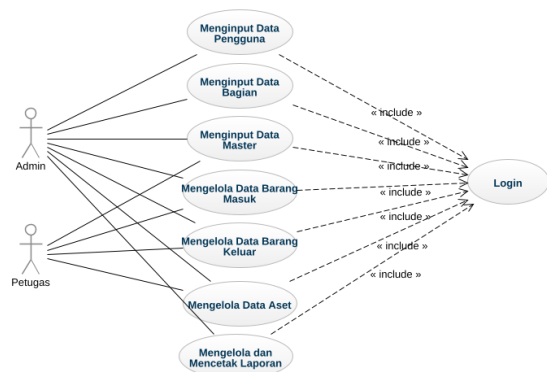 Menginput Data
Pengguna
Menginput Data
Bagian
« include »
Admin
Menginput Data
Master
« include »
« include »
Mengelola Data Barang
Masuk
« include »
Login
Petugas
Mengelola Data Barang
Keluar
« include »
« include »
Mengelola Data Aset
« include »
Mengelola dan
Mencetak Laporan